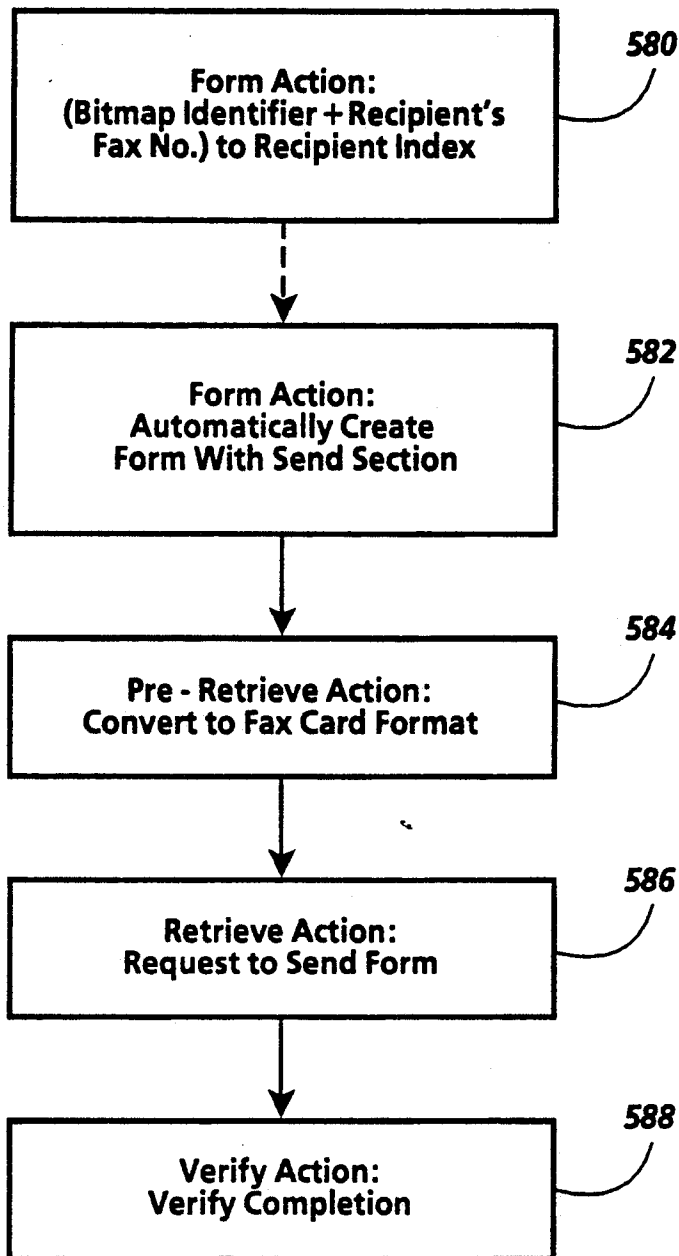 580
Form Action:
(Bitmap Identifier + Recipient's
Fax No.) to Recipient Index
582
Form Action:
Automatically Create
Form With Send Section
584
Pre - Retrieve Action:
Convert to Fax Card Format
586
Retrieve Action:
Request to Send Form
588
Verify Action:
Verify Completion